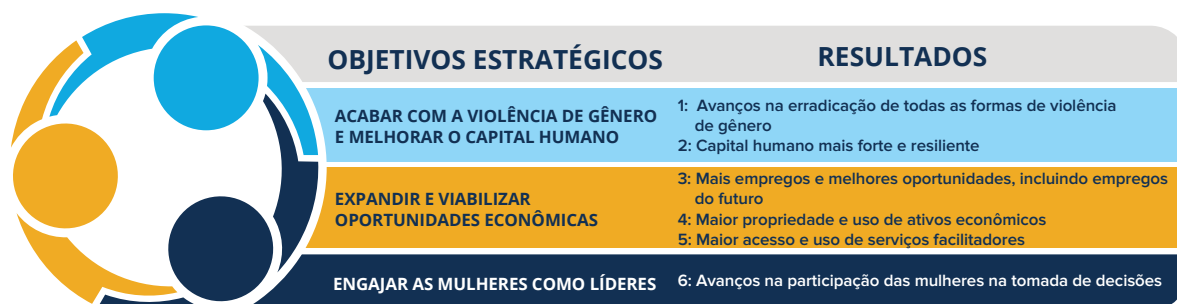 OBJETIVOS ESTRATÉGICOS
RESULTADOS
ACABAR COM A VIOLÊNCIA DE GÊNERO
E MELHORAR O CAPITAL HUMANO
1: Avanços na erradicação de todas as formas de violência
de gênero
2: Capital humano mais forte e resiliente
EXPANDIR E VIABILIZAR
OPORTUNIDADES ECONÔMICAS
3: Mais empregos e melhores oportunidades, incluindo empregos
do futuro
4: Maior propriedade e uso de ativos econômicos
5: Maior acesso e uso de serviços facilitadores
ENGAJAR AS MULHERES COMO LÍDERES
6: Avanços na participação das mulheres na tomada de decisões